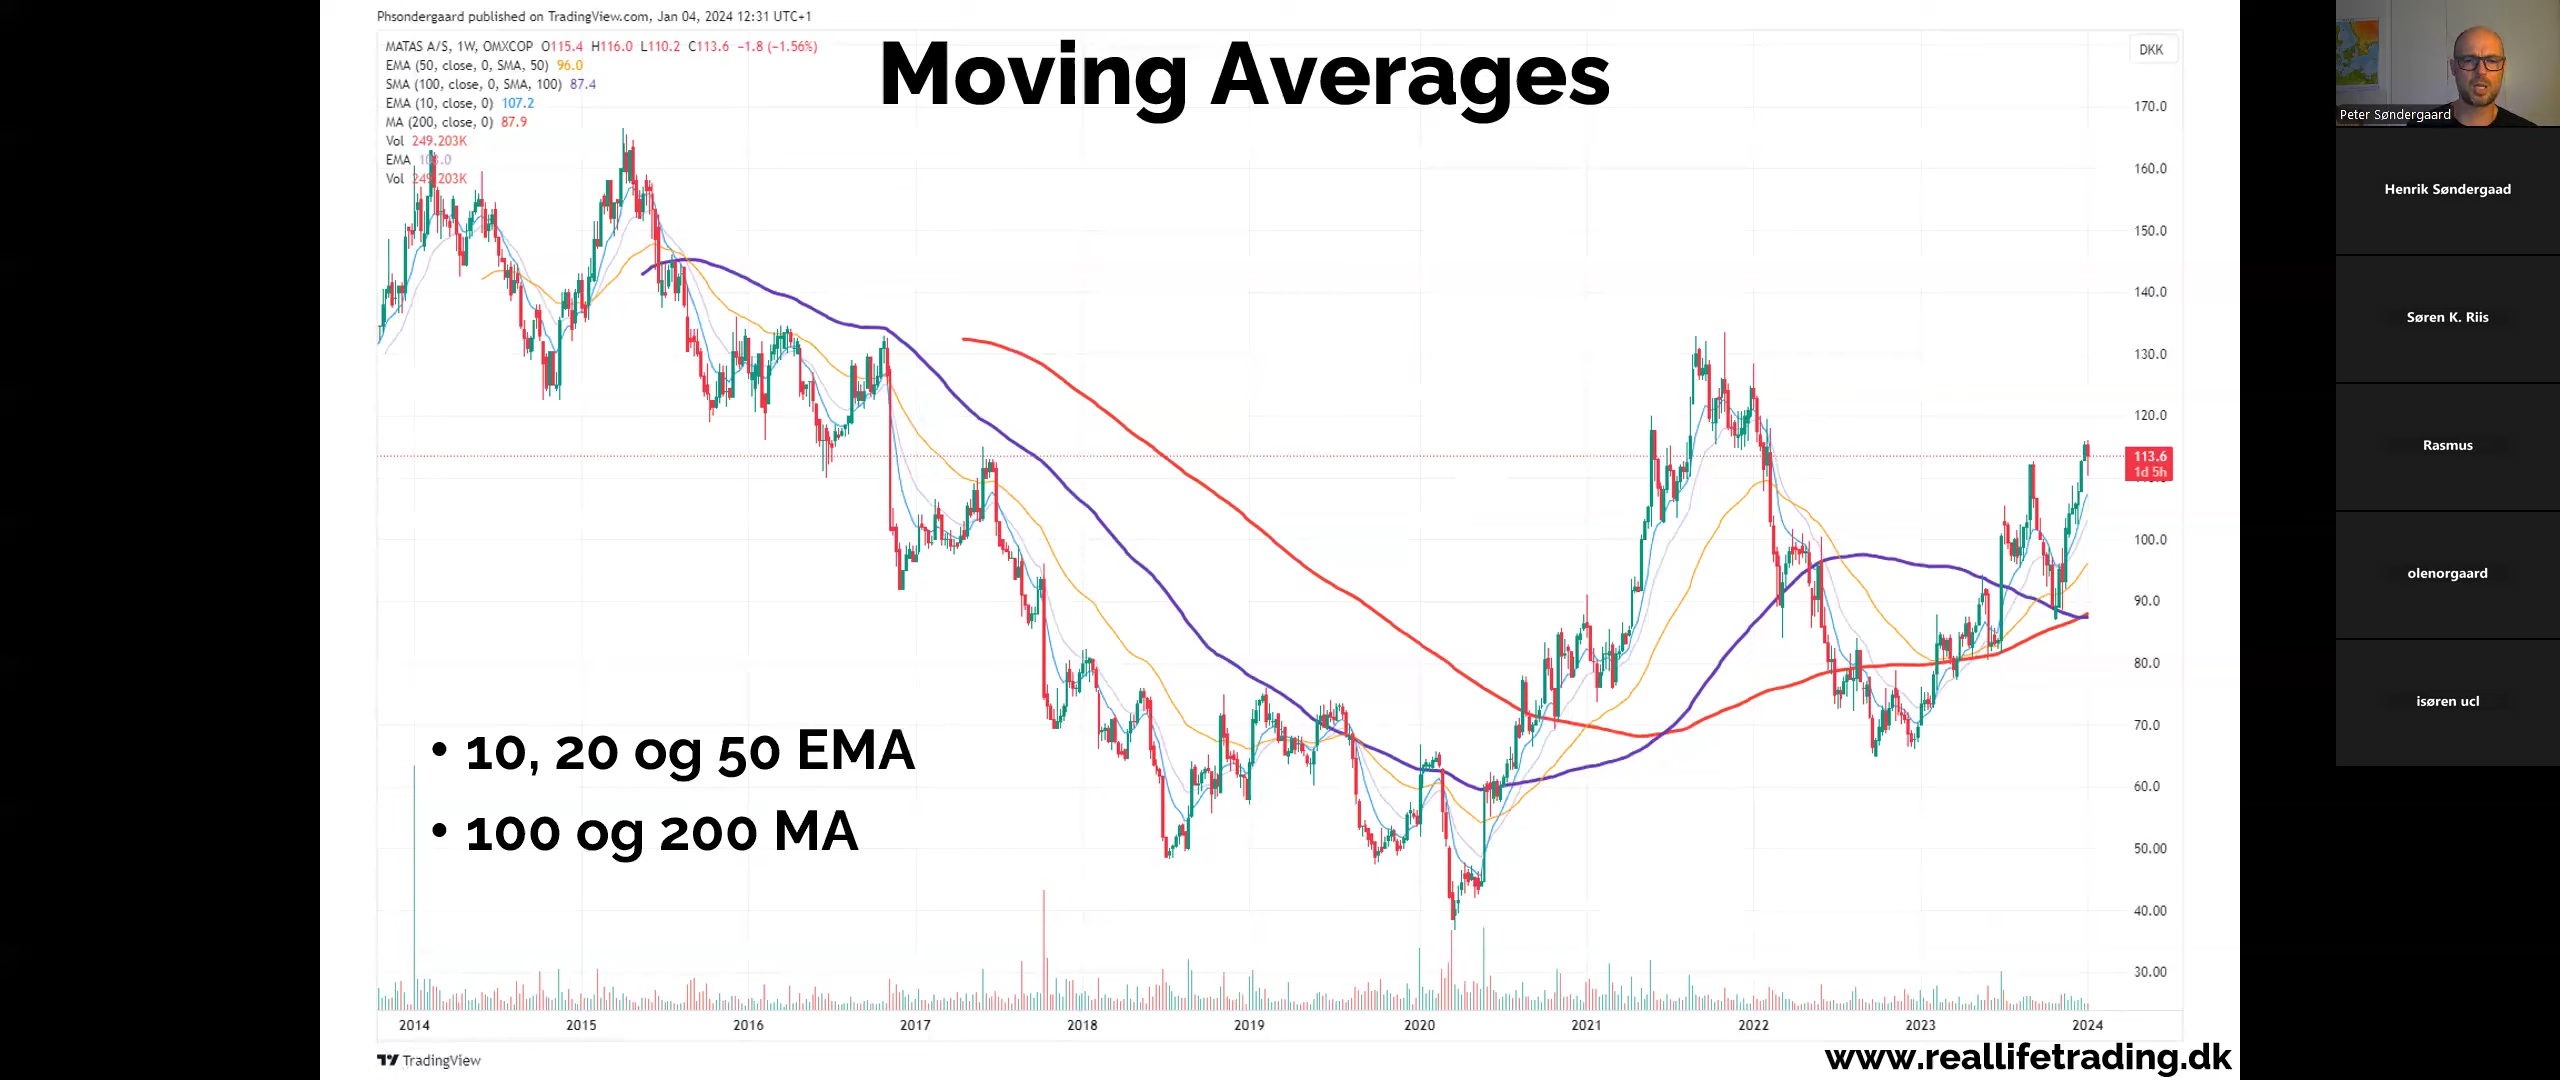 Phsondergaard published on TradingView.com, Jan 04, 2024 12:31 UTC+1
MATAS A/S, 1W, OMXCOP O115.4 H116.0 L110.2 C113.6 −1.8 (−1.56%)
EMA (50, close, 0, SMA, 50) 96.0
SMA (100, close, 0, SMA, 100) 87.4
EMA (10, close, 0) 107.2
MA (200, close, 0) 87.9
Vol 249.203K
EMA
Vol 249.203K
Moving Averages
DKK
170.0
160.0
150.0
140.0
130.0
120.0
113.6
1d 5h
100.0
90.0
80.0
70.0
60.0
50.00
40.00
30.00
• 10, 20 og 50 EMA
• 100 og 200 MA
2014 2015 2016 2017 2018 2019 2020 2021 2022 2023 2024
TradingView
www.reallifetrading.dk
Peter Søndergaard
Henrik Søndergaad
Søren K. Riis
Rasmus
olenorgaard
isøren ucl